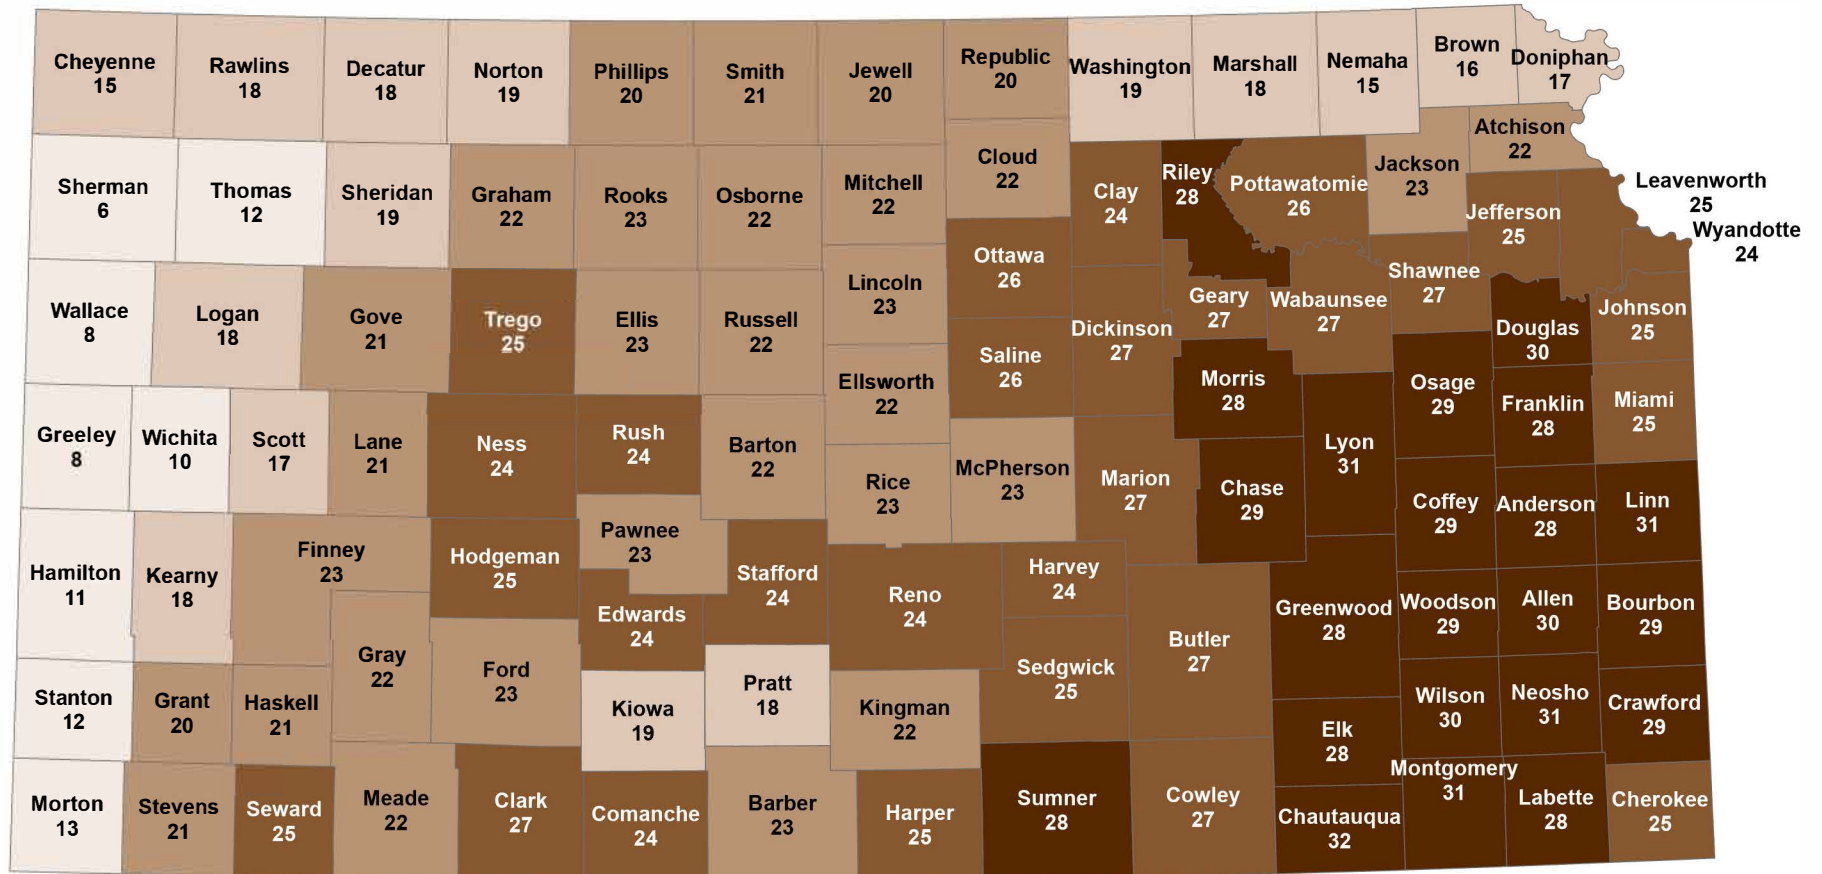 Cheyenne
15
Rawlins
18
Decatur
18
Norton
19
Phillips
20
Smith
21
Jewell
20
Republic
20
Washington
19
Marshall
18
Nemaha
15
Brown
16
Doniphan
17
Sherman
6
Thomas
12
Sheridan
19
Graham
22
Rooks
23
Osborne
22
Mitchell
22
Cloud
22
Clay
24
Riley
28
Pottawatomie
26
Jackson
23
Atchison
22
Jefferson
25
Leavenworth
25
Wyandotte
24
Wallace
8
Logan
18
Gove
21
Trego
25
Ellis
23
Russell
22
Lincoln
23
Ottawa
26
Saline
26
Dickinson
27
Geary
27
Wabaunsee
27
Shawnee
27
Douglas
30
Johnson
25
Greeley
8
Wichita
10
Scott
17
Lane
21
Ness
24
Rush
24
Barton
22
Ellsworth
22
Rice
23
McPherson
23
Marion
27
Morris
28
Chase
29
Lyon
31
Osage
29
Franklin
28
Miami
25
Coffey
29
Anderson
28
Linn
31
Hamilton
11
Kearny
18
Finney
23
Hodgeman
25
Pawnee
23
Edwards
24
Stafford
24
Reno
24
Harvey
24
Sedgwick
25
Butler
27
Greenwood
28
Woodson
29
Allen
30
Bourbon
29
Stanton
12
Grant
20
Haskell
21
Gray
22
Ford
23
Kiowa
19
Pratt
18
Kingman
22
Elk
28
Wilson
30
Neosho
31
Crawford
29
Morton
13
Stevens
21
Seward
25
Meade
22
Clark
27
Comanche
24
Barber
23
Harper
25
Sumner
28
Cowley
27
Chautauqua
32
Montgomery
31
Labette
28
Cherokee
25